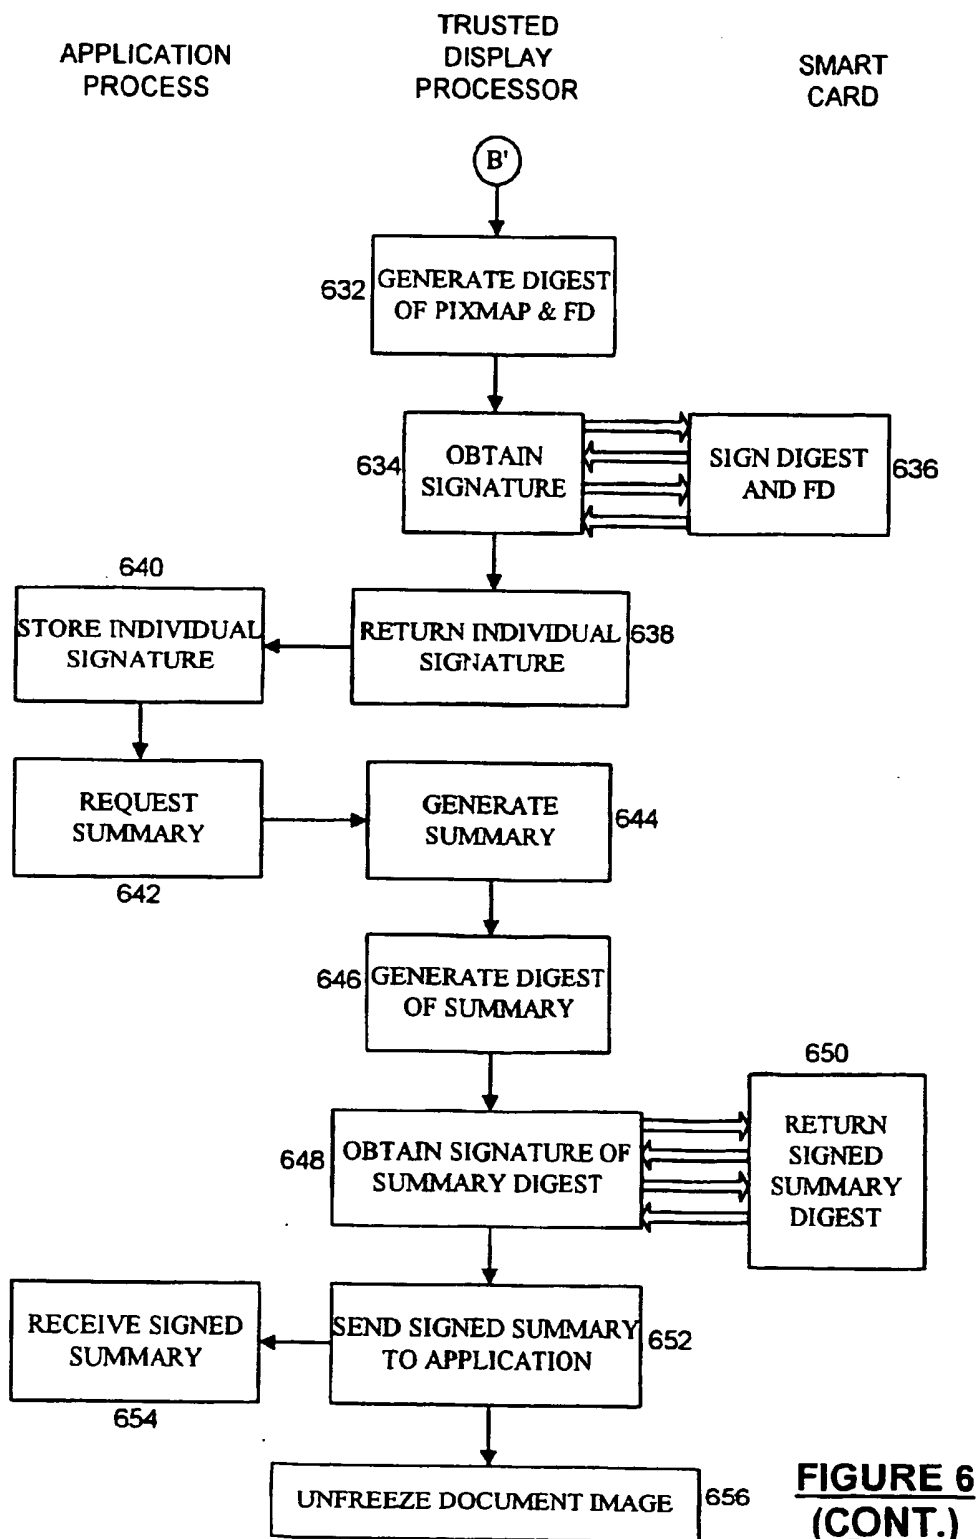 APPLICATION
PROCESS
TRUSTED
DISPLAY
PROCESSOR
SMART
CARD
B'
632
GENERATE DIGEST
OF PIXMAP & FD
634
OBTAIN
SIGNATURE
SIGN DIGEST
AND FD
636
640
STORE INDIVIDUAL
SIGNATURE
RETURN INDIVIDUAL
SIGNATURE
638
REQUEST
SUMMARY
642
GENERATE
SUMMARY
644
646
GENERATE DIGEST
OF SUMMARY
648
OBTAIN SIGNATURE OF
SUMMARY DIGEST
650
RETURN
SIGNED
SUMMARY
DIGEST
RECEIVE SIGNED
SUMMARY
654
SEND SIGNED SUMMARY
TO APPLICATION
652
UNFREEZE DOCUMENT IMAGE
656
FIGURE 6
(CONT.)